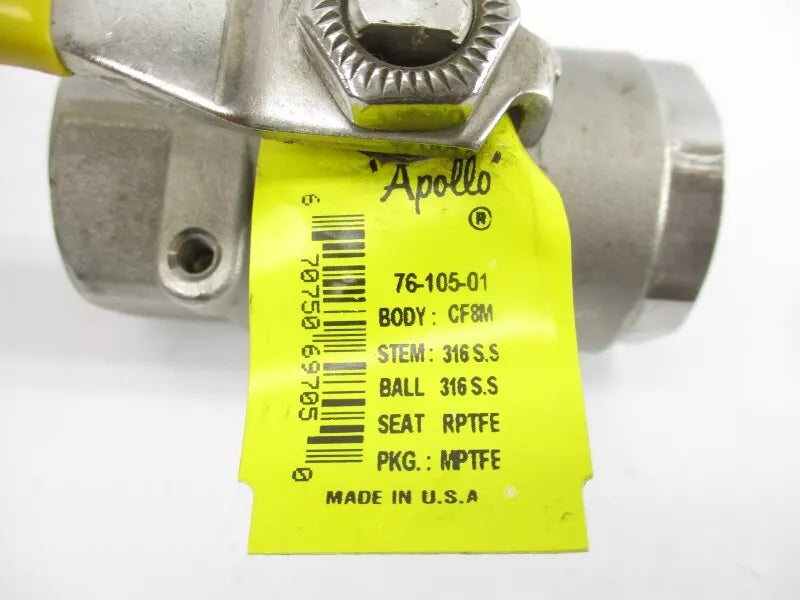 "Apollo"
®
76-105-01
BODY: CF8M
STEM: 316 S.S
BALL 316 S.S
SEAT RPTFE
PKG.: MPTFE
MADE IN U.S.A
6 70750 69705 0